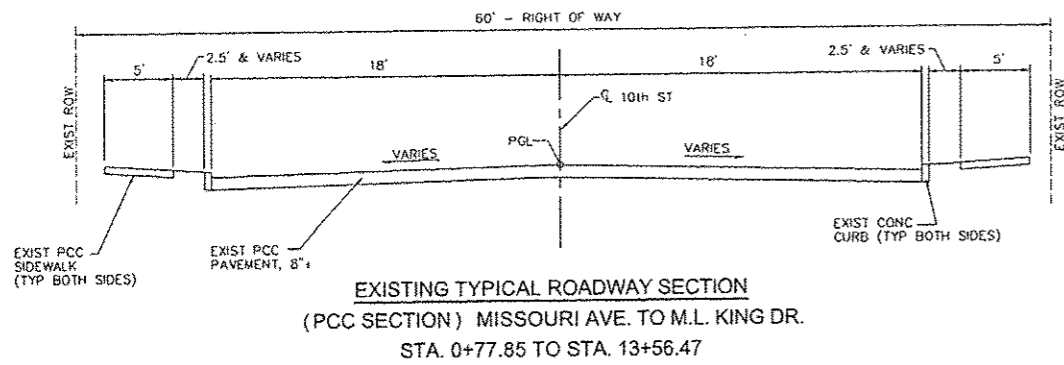 60' - RIGHT OF WAY
EXIST ROW
5'
2.5' & VARIES
18'
18'
2.5' & VARIES
5'
EXIST ROW
℄ 10th ST
PGL
VARIES
VARIES
EXIST PCC
SIDEWALK
(TYP BOTH SIDES)
EXIST PCC
PAVEMENT, 8"±
EXIST CONC
CURB (TYP BOTH SIDES)
EXISTING TYPICAL ROADWAY SECTION
(PCC SECTION) MISSOURI AVE. TO M.L. KING DR.
STA. 0+77.85 TO STA. 13+56.47